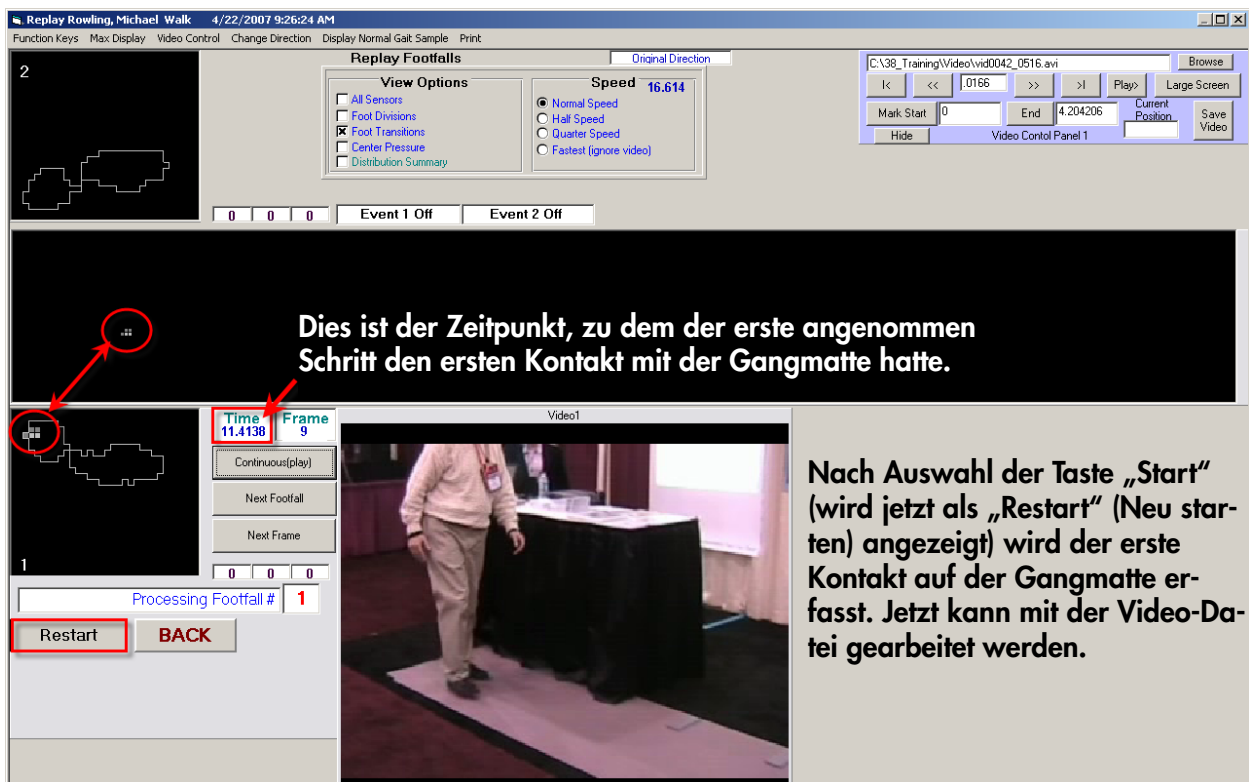 Replay Rowling, Michael Walk 4/22/2007 9:26:24 AM
Function Keys Max Display Video Control Change Direction Display Normal Gait Sample Print
2
Replay Footfalls
Original Direction
View Options
All Sensors
Foot Divisions
Foot Transitions
Center Pressure
Distribution Summary
Speed 16.614
Normal Speed
Half Speed
Quarter Speed
Fastest (ignore video)
C:\38_Training\Video\vid0042_0516.avi Browse
|< << .0166 >> >| Play> Large Screen
Mark Start 0 End 4.204206 Current Position Save Video
Hide Video Contol Panel 1
0 0 0 Event 1 Off Event 2 Off
Dies ist der Zeitpunkt, zu dem der erste angenommen
Schritt den ersten Kontakt mit der Gangmatte hatte.
Time Frame
11.4138 9
Continuous(play)
Next Footfall
Next Frame
1
0 0 0
Processing Footfall # 1
Restart BACK
Video1
Nach Auswahl der Taste „Start“
(wird jetzt als „Restart“ (Neu star-
ten) angezeigt) wird der erste
Kontakt auf der Gangmatte er-
fasst. Jetzt kann mit der Video-Da-
tei gearbeitet werden.